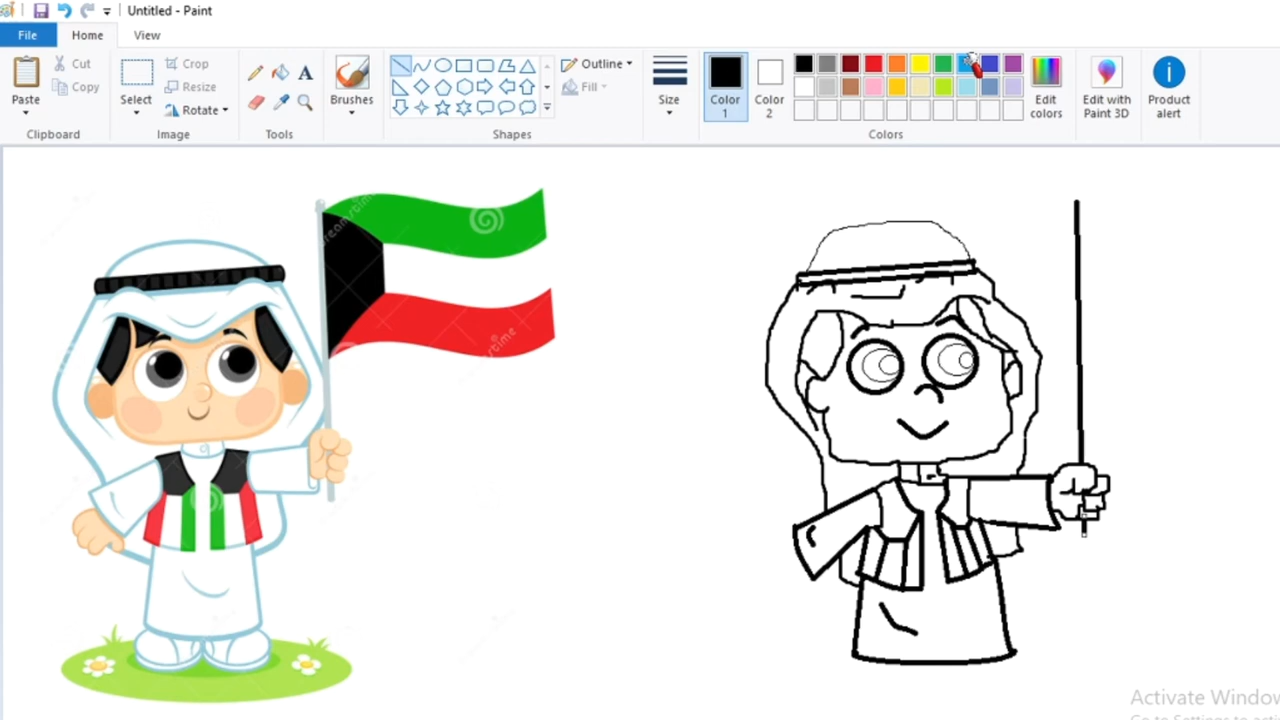 Untitled - Paint
File Home View
Paste
Cut
Copy
Clipboard
Select
Crop
Resize
Rotate
Image
Tools
Brushes
Shapes
Outline
Fill
Size
Color 1
Color 2
Edit colors
Colors
Edit with Paint 3D
Product alert
dreamstime
Activate Window